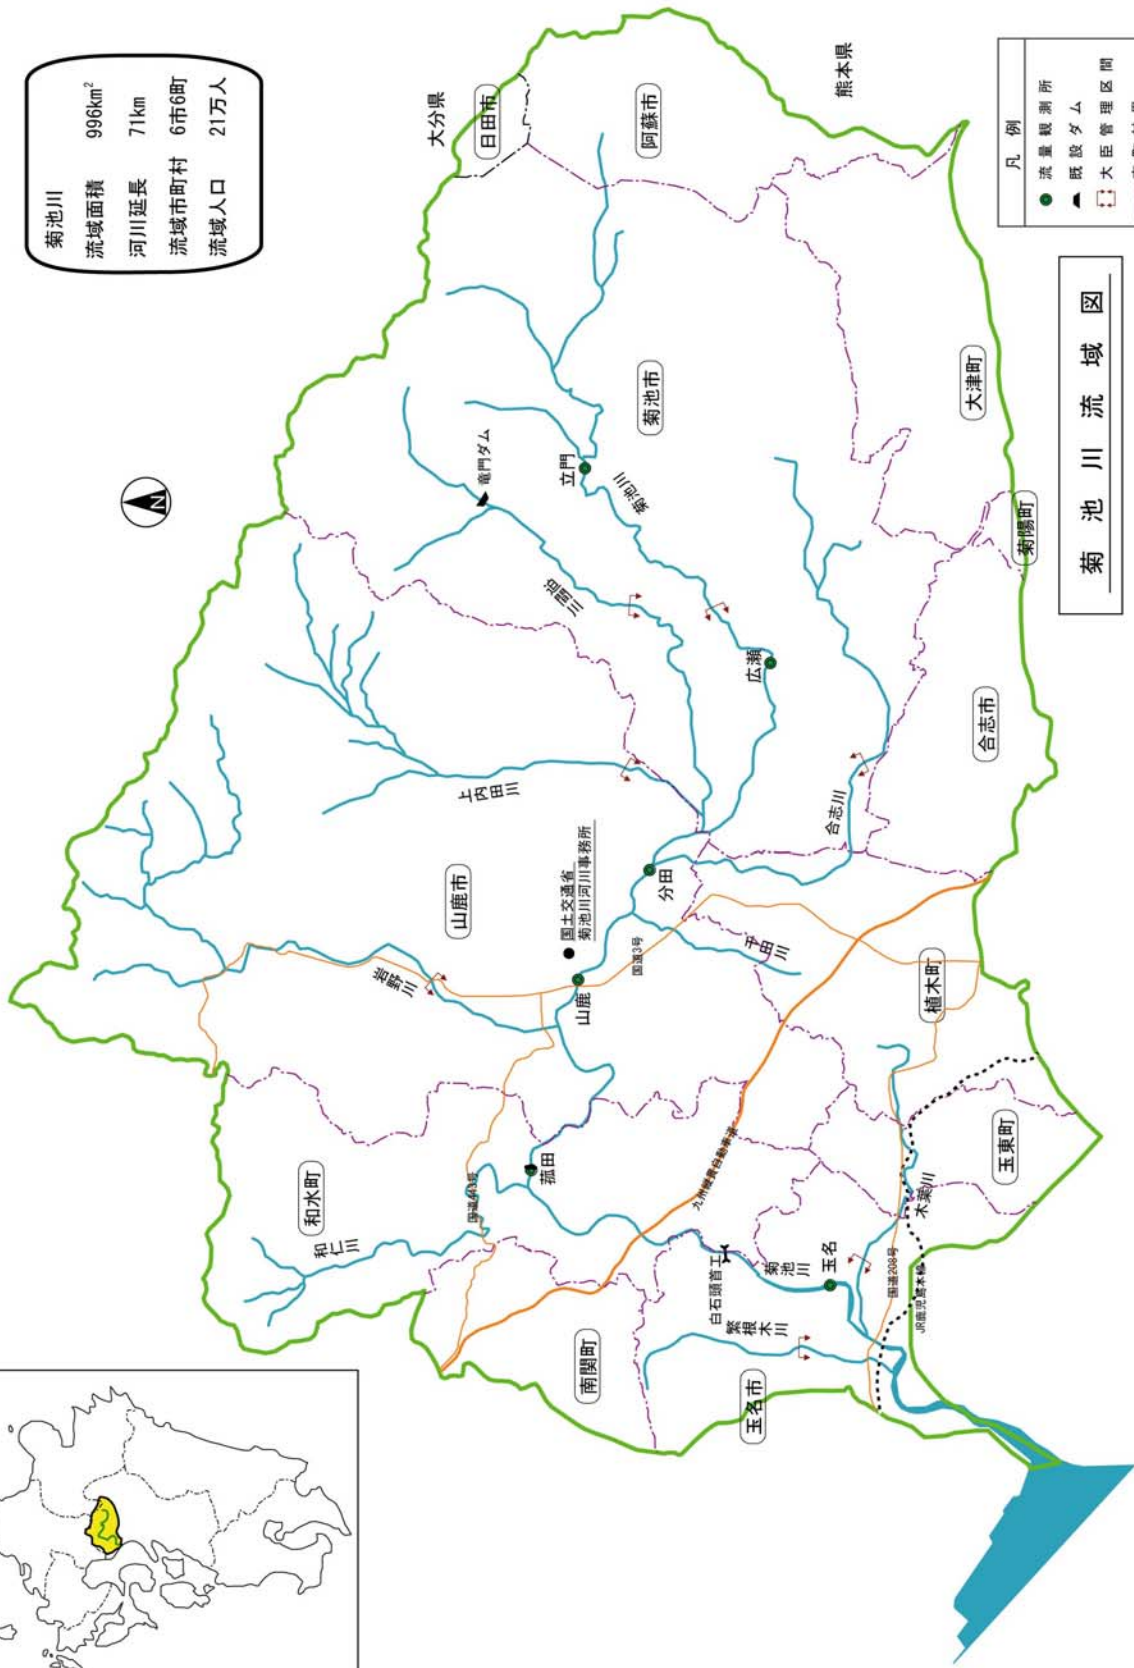 菊池川流域図
菊池川
流域面積 996km²
河川延長 71km
流域市町村 6市6町
流域人口 21万人
凡例
流量観測所
既設ダム
大臣管理区間
N
大分県
日田市
阿蘇市
熊本県
菊池市
大津町
菊陽町
合志市
竜門ダム
立門
菊池川
迫間川
広瀬
合志川
上内田川
山鹿市
国土交通省
菊池川河川事務所
分田
千田川
国道3号
山鹿
岩野川
植木町
玉東町
和水町
和仁川
国道443号
菰田
九州縦貫自動車道
白石頭首工
菊池川
玉名
木葉川
国道208号
JR鹿児島本線
繁根木川
南関町
玉名市